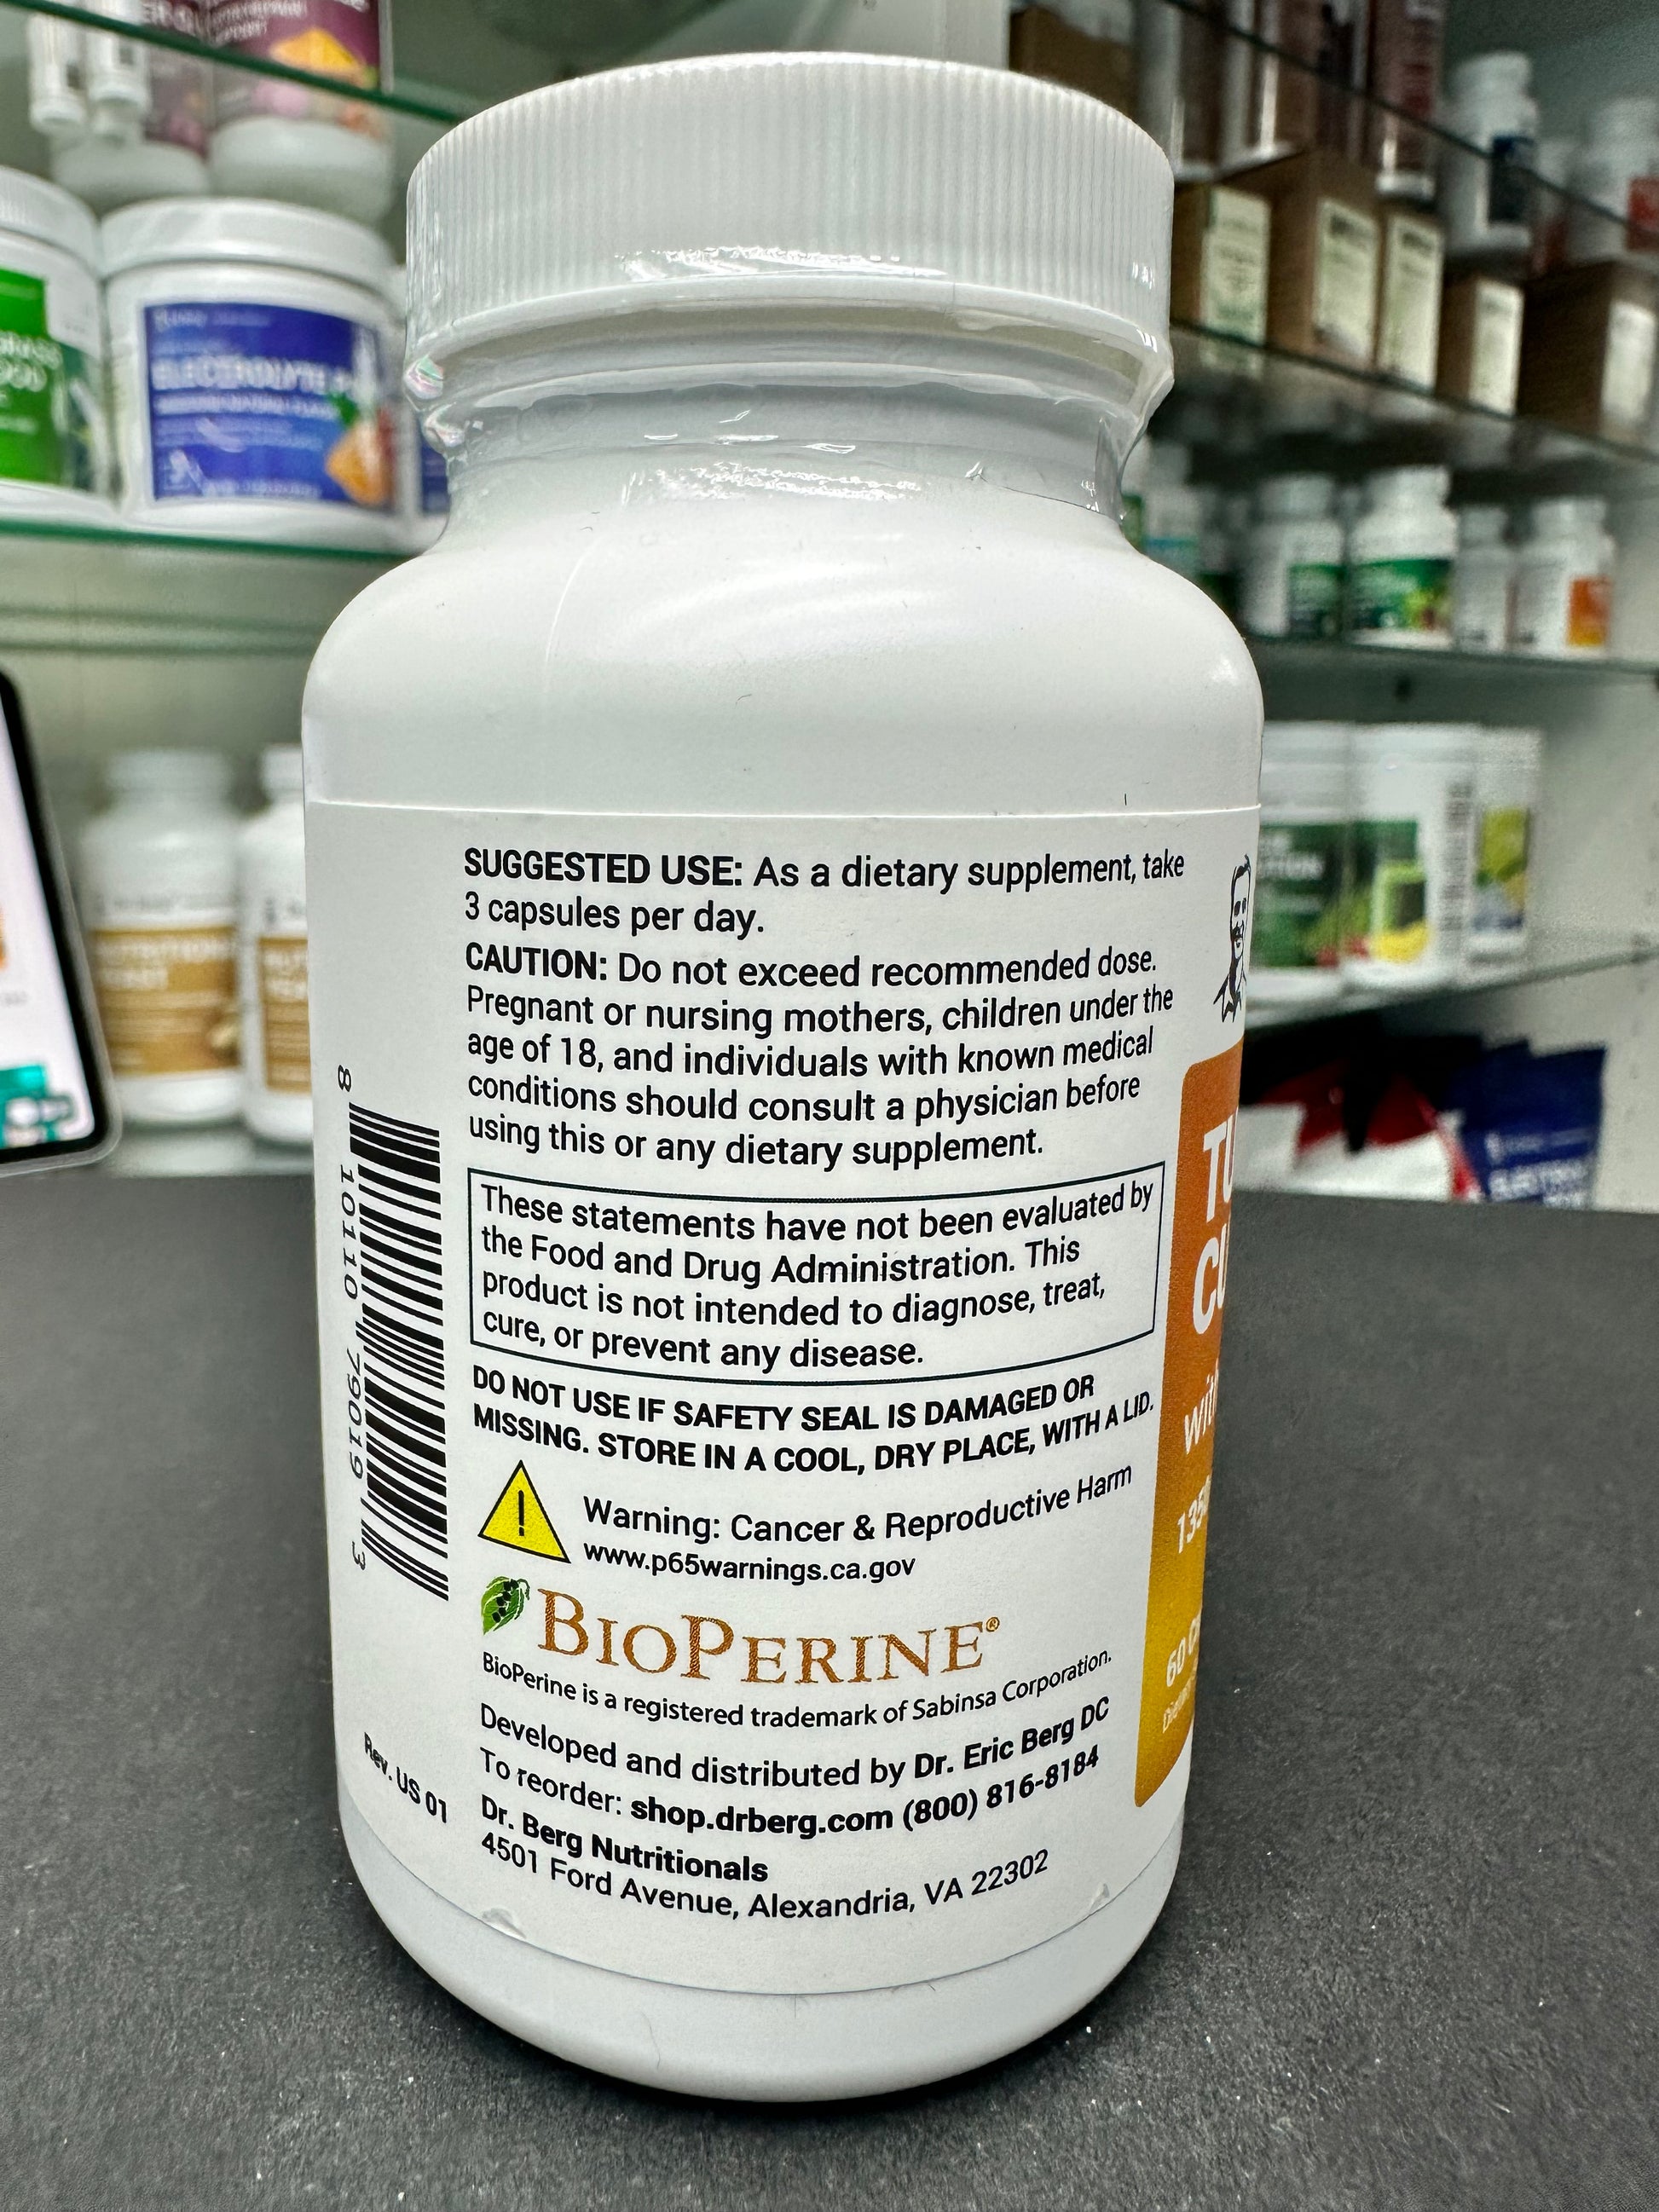 SUGGESTED USE: As a dietary supplement, take
3 capsules per day.
CAUTION: Do not exceed recommended dose.
Pregnant or nursing mothers, children under the
age of 18, and individuals with known medical
conditions should consult a physician before
using this or any dietary supplement.
These statements have not been evaluated by
the Food and Drug Administration. This
product is not intended to diagnose, treat,
cure, or prevent any disease.
DO NOT USE IF SAFETY SEAL IS DAMAGED OR
MISSING. STORE IN A COOL, DRY PLACE, WITH A LID.
! Warning: Cancer & Reproductive Harm
www.p65warnings.ca.gov
BIOPERINE®
BioPerine is a registered trademark of Sabinsa Corporation.
Developed and distributed by Dr. Eric Berg DC
To reorder: shop.drberg.com (800) 816-8184
Dr. Berg Nutritionals
4501 Ford Avenue, Alexandria, VA 22302
8 10110 79019 3
Rev. US 01
ELECTROLYTE
60